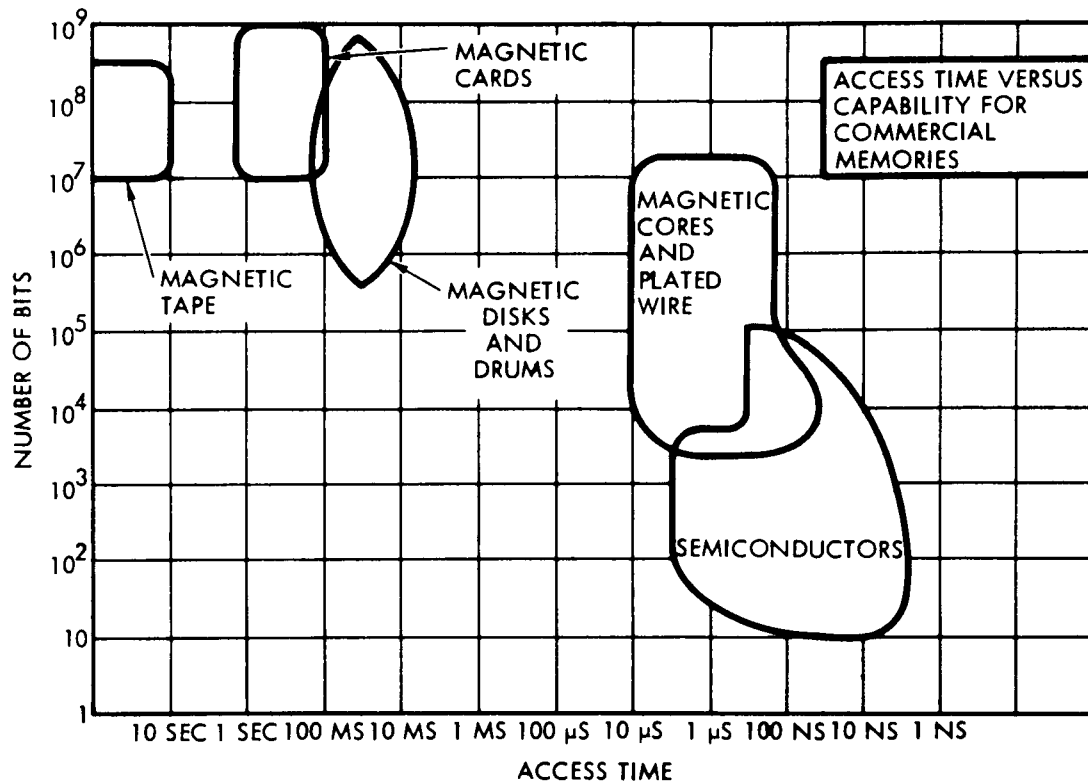 10⁹
10⁸
10⁷
10⁶
10⁵
10⁴
10³
10²
10
1
NUMBER OF BITS
MAGNETIC
CARDS
ACCESS TIME VERSUS
CAPABILITY FOR
COMMERCIAL
MEMORIES
MAGNETIC
TAPE
MAGNETIC
DISKS
AND
DRUMS
MAGNETIC
CORES
AND
PLATED
WIRE
SEMICONDUCTORS
10 SEC 1 SEC 100 MS 10 MS 1 MS 100 µS 10 µS 1 µS 100 NS 10 NS 1 NS
ACCESS TIME